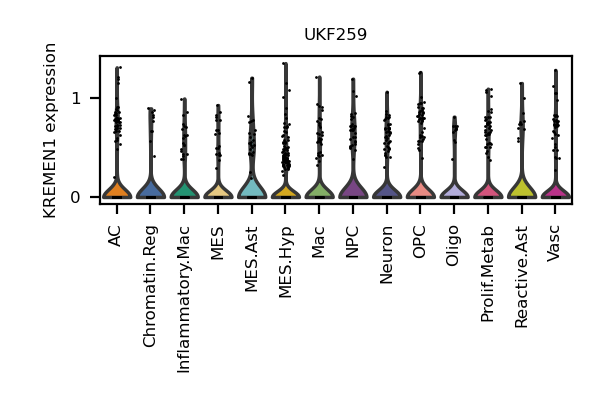 UKF259
KREMEN1 expression
1
0
AC
Chromatin.Reg
Inflammatory.Mac
MES
MES.Ast
MES.Hyp
Mac
NPC
Neuron
OPC
Oligo
Prolif.Metab
Reactive.Ast
Vasc